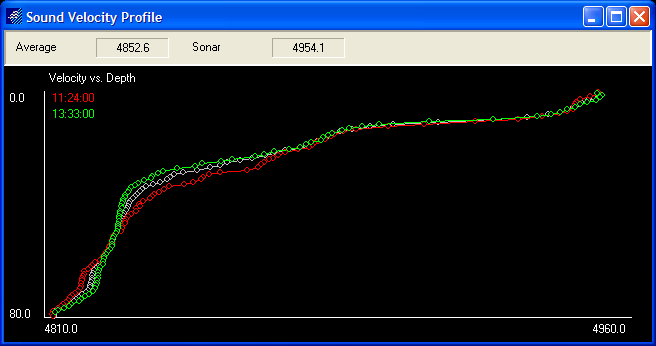 Sound Velocity Profile
Average 4852.6 Sonar 4954.1
Velocity vs. Depth
0.0 11:24:00
13:33:00
80.0
4810.0 4960.0